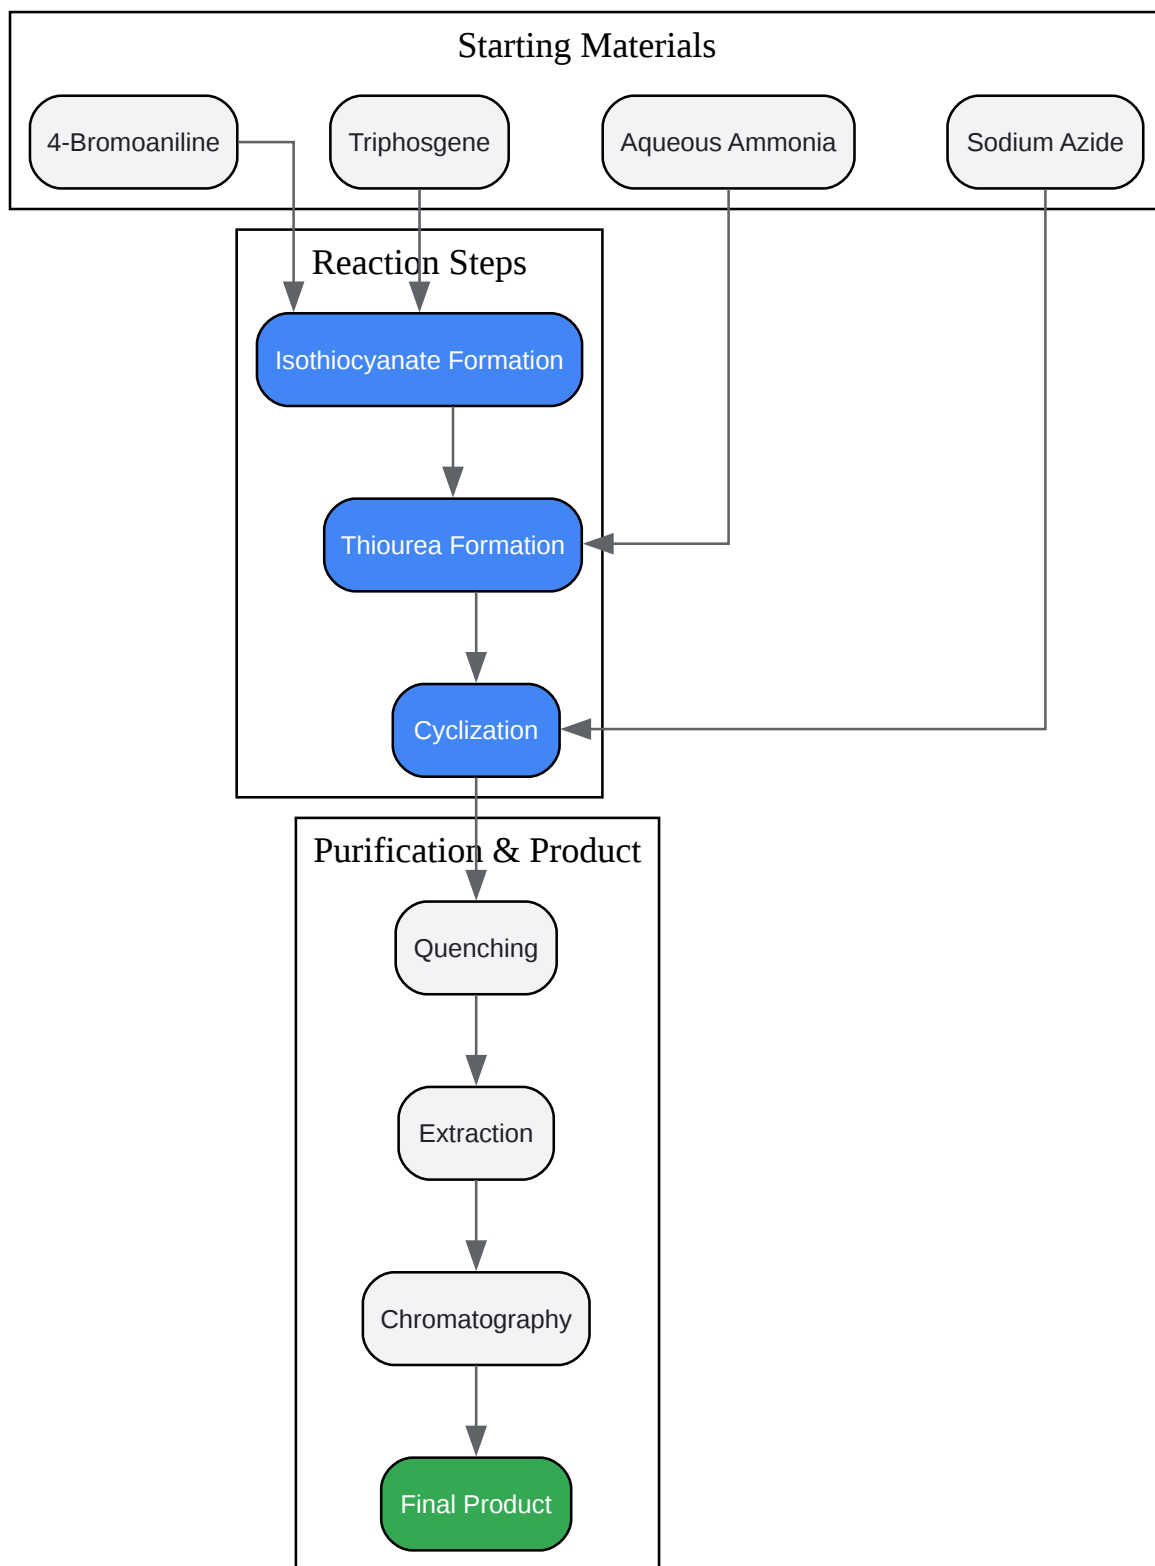 Starting Materials
4-Bromoaniline
Triphosgene
Aqueous Ammonia
Sodium Azide
Reaction Steps
Isothiocyanate Formation
Thiourea Formation
Cyclization
Purification & Product
Quenching
Extraction
Chromatography
Final Product